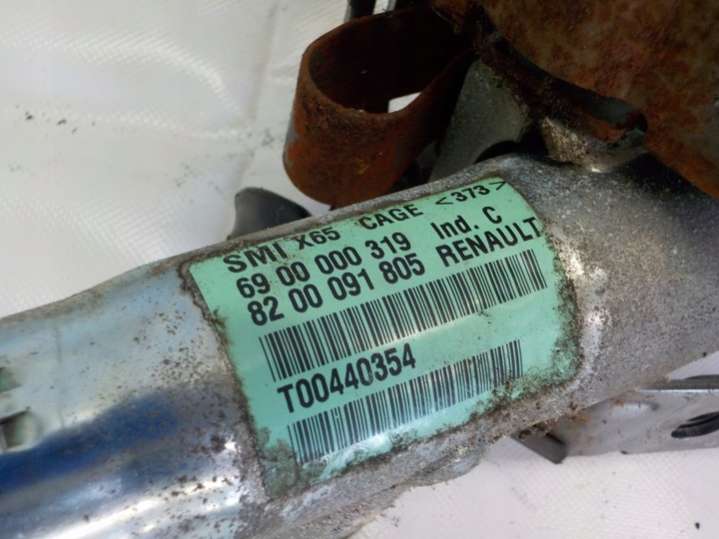 SMI X65 CAGE <373>
69 00 000 319 Ind. C
82 00 091 805 RENAULT
T00440354